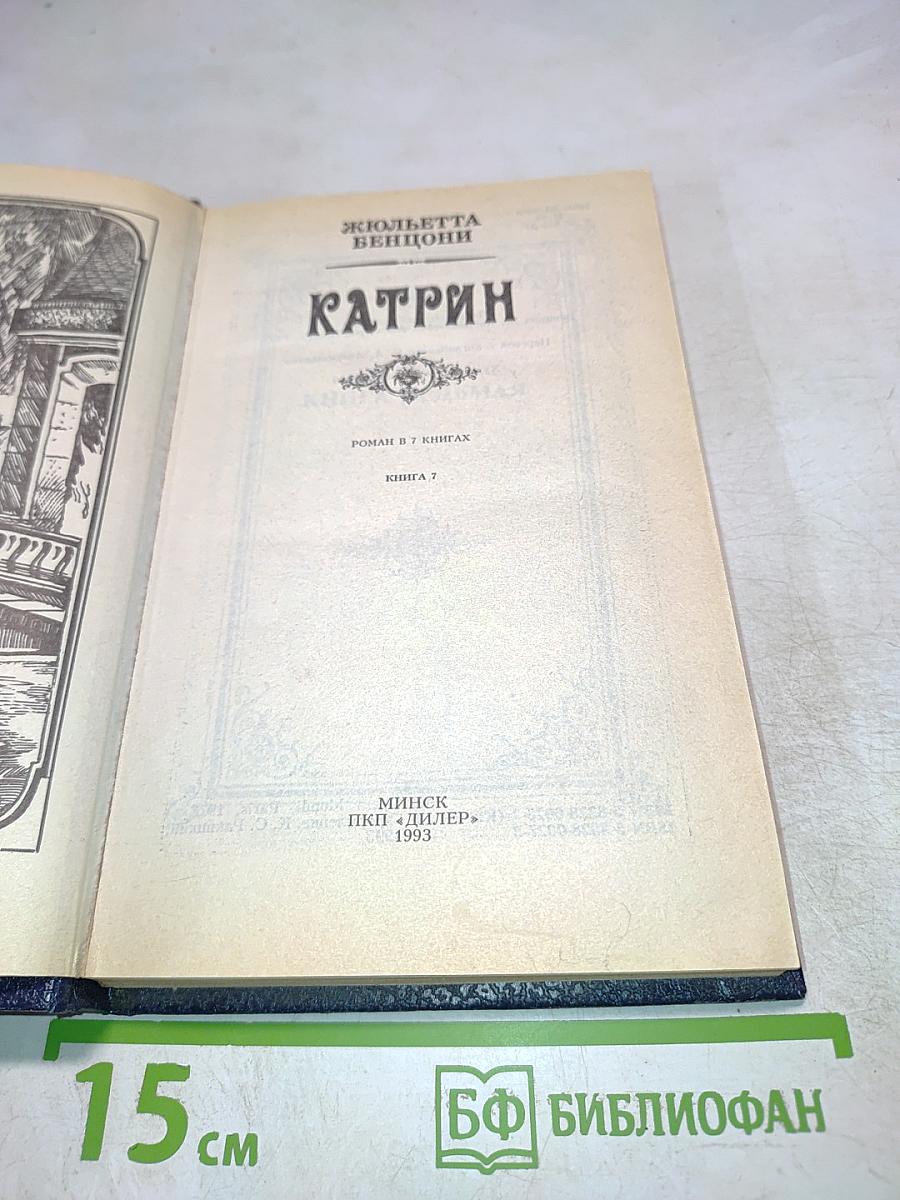 ЖЮЛЬЕТТА
БЕНЦОНИ
КАТРИН
РОМАН В 7 КНИГАХ
КНИГА 7
МИНСК
ПКП «ДИЛЕР»
1993
15 см
БФ БИБЛИОФАН